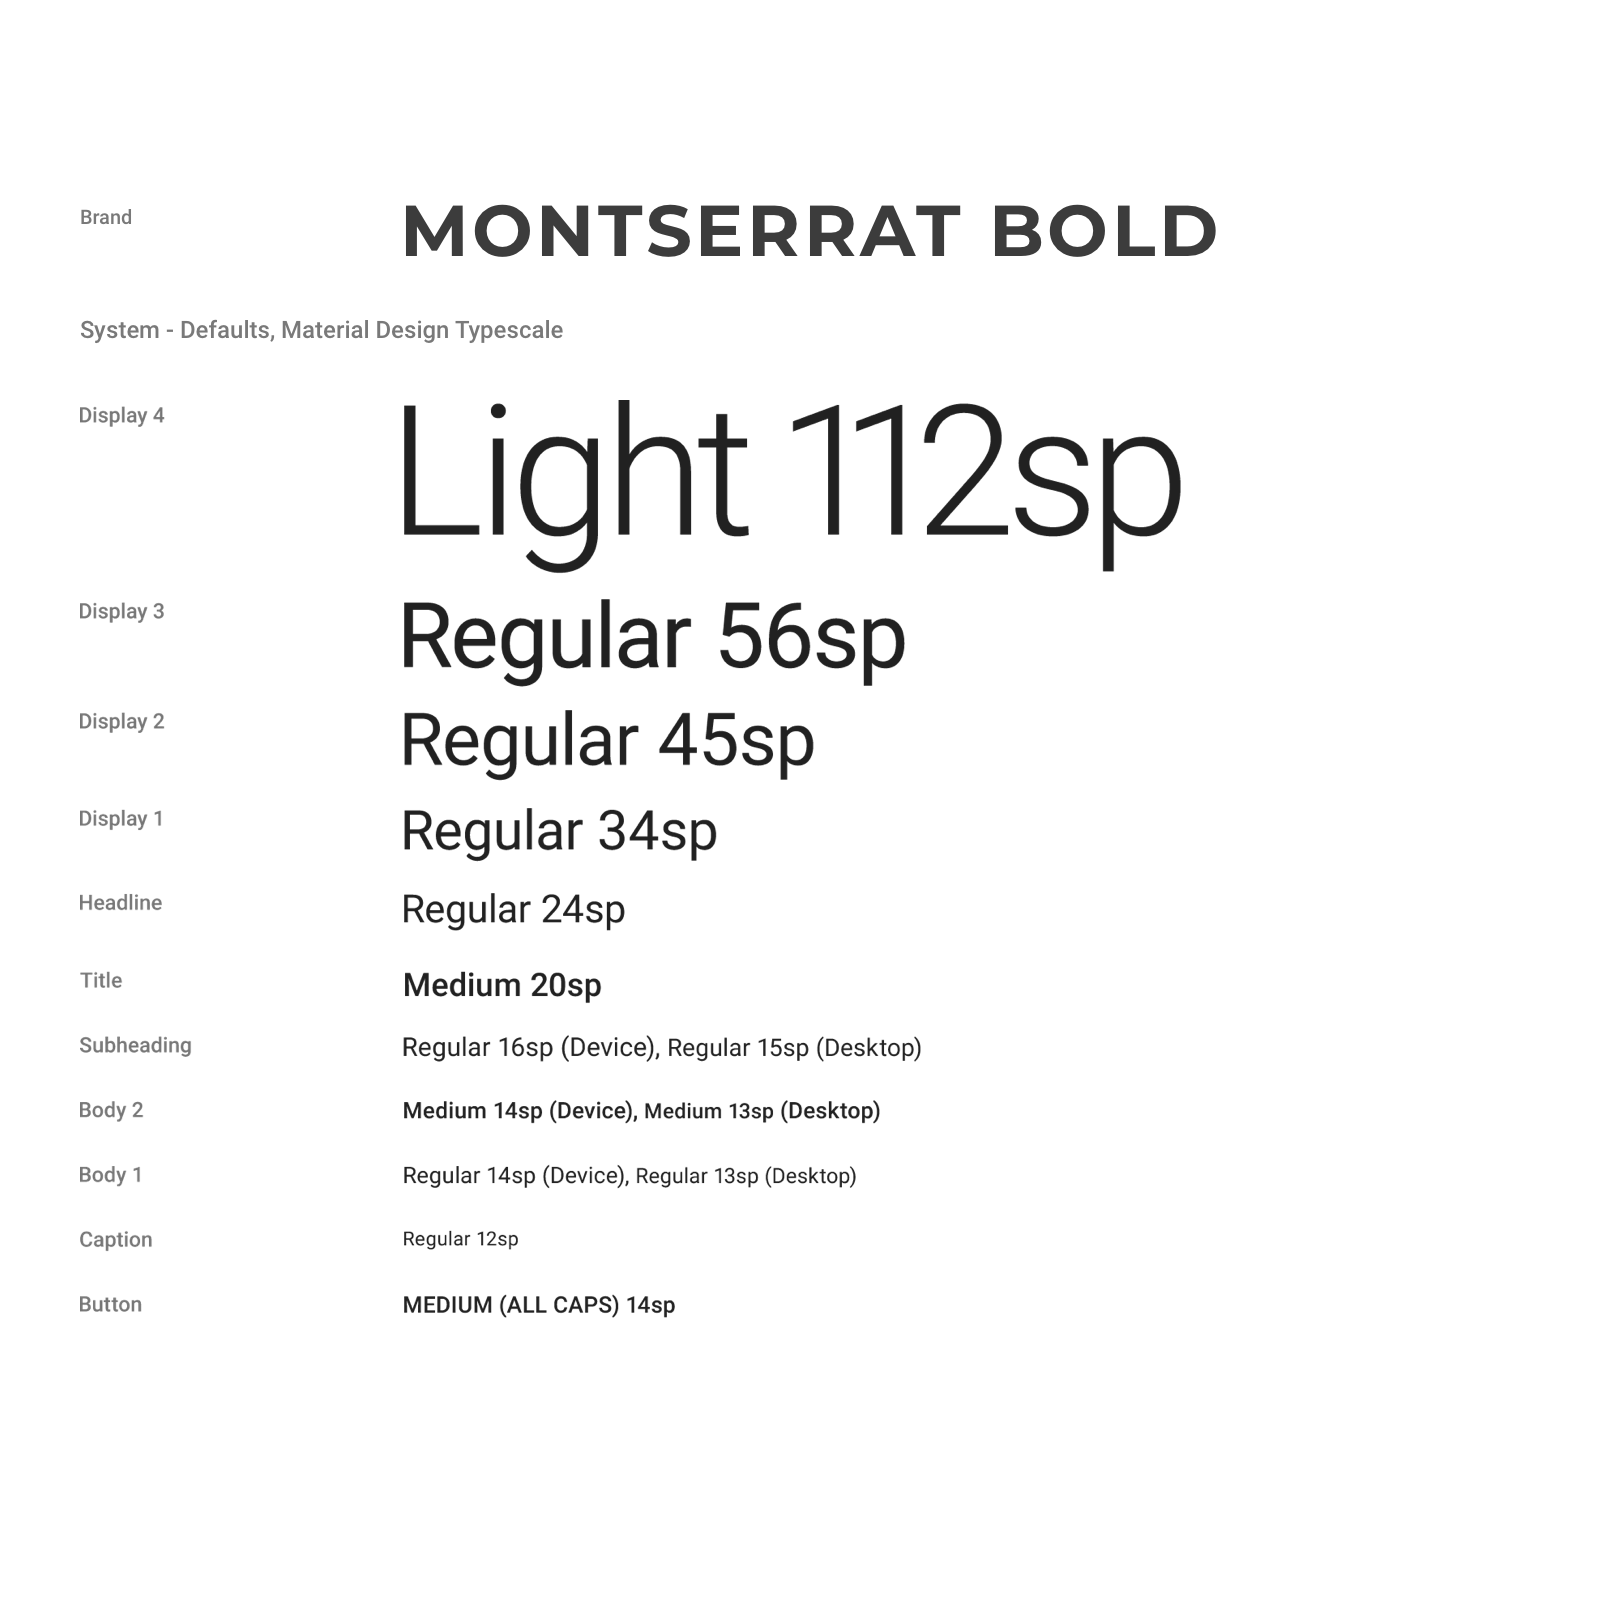 Brand MONTSERRAT BOLD
System - Defaults, Material Design Typescale
Display 4 Light 112sp
Display 3 Regular 56sp
Display 2 Regular 45sp
Display 1 Regular 34sp
Headline Regular 24sp
Title Medium 20sp
Subheading Regular 16sp (Device), Regular 15sp (Desktop)
Body 2 Medium 14sp (Device), Medium 13sp (Desktop)
Body 1 Regular 14sp (Device), Regular 13sp (Desktop)
Caption Regular 12sp
Button MEDIUM (ALL CAPS) 14sp